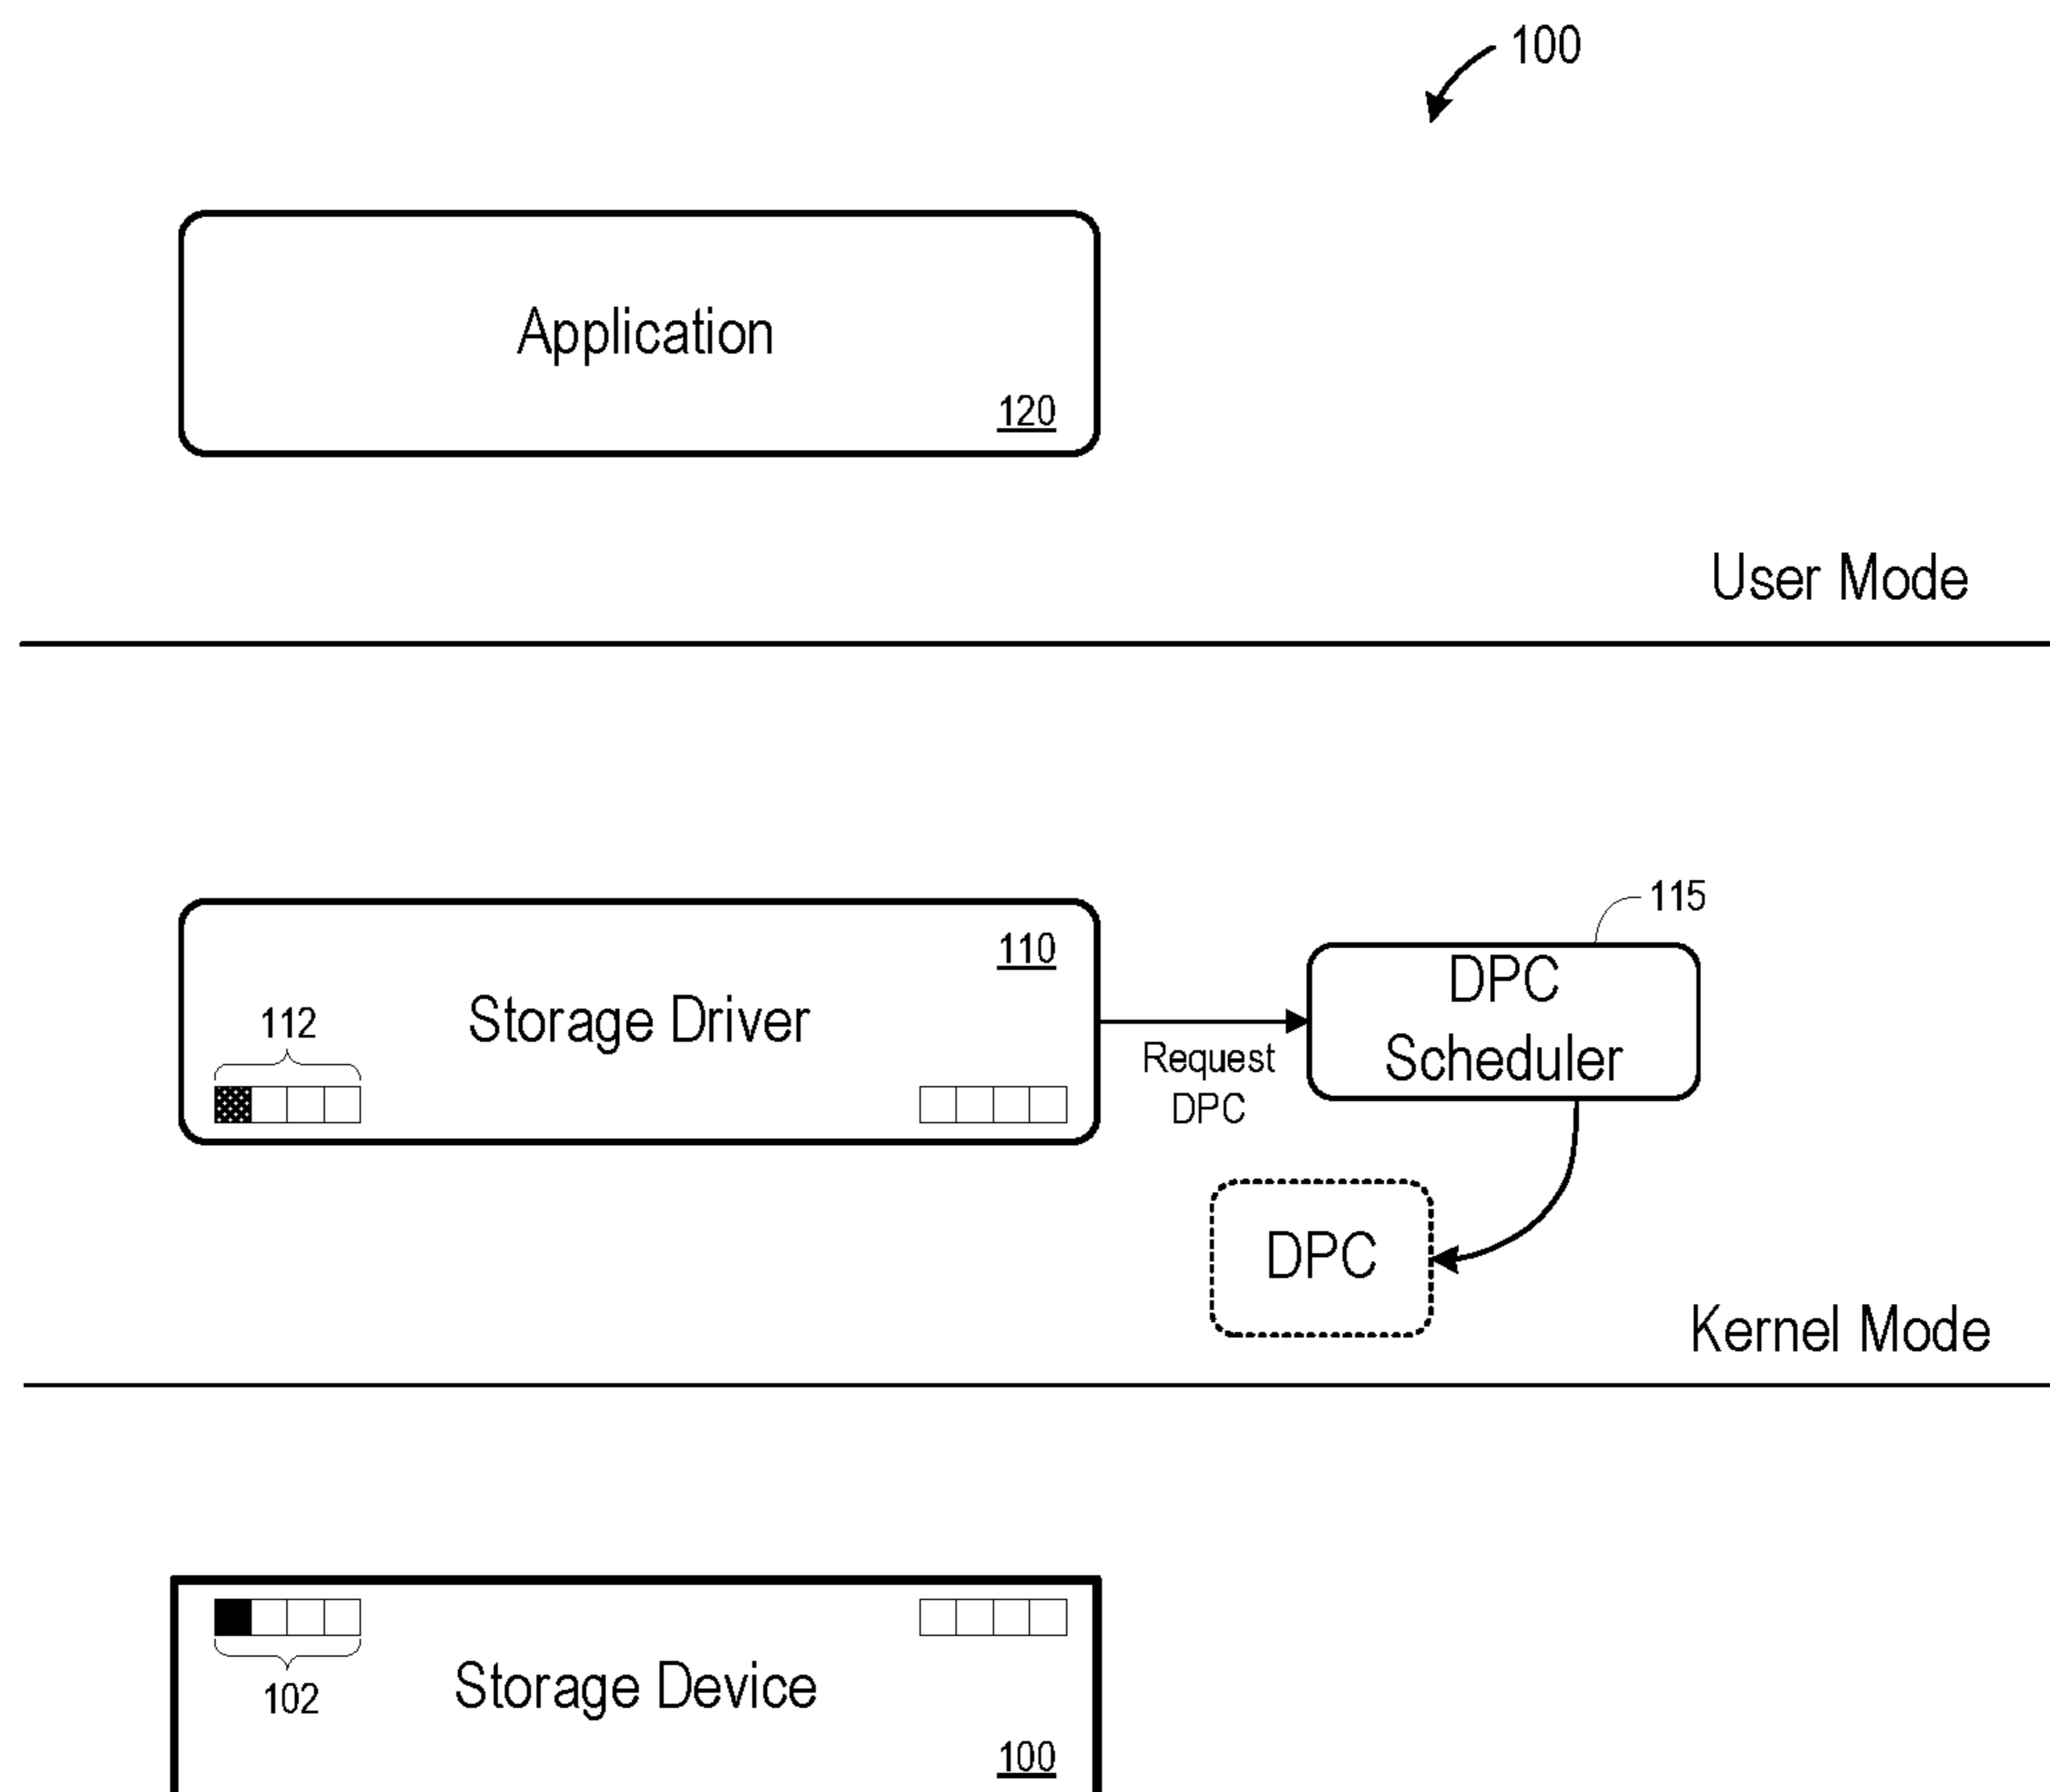 100
Application
120
User Mode
115
110
DPC
112
Storage Driver
Scheduler
Request
DPC
DPC
Kernel Mode
102
Storage Device
100